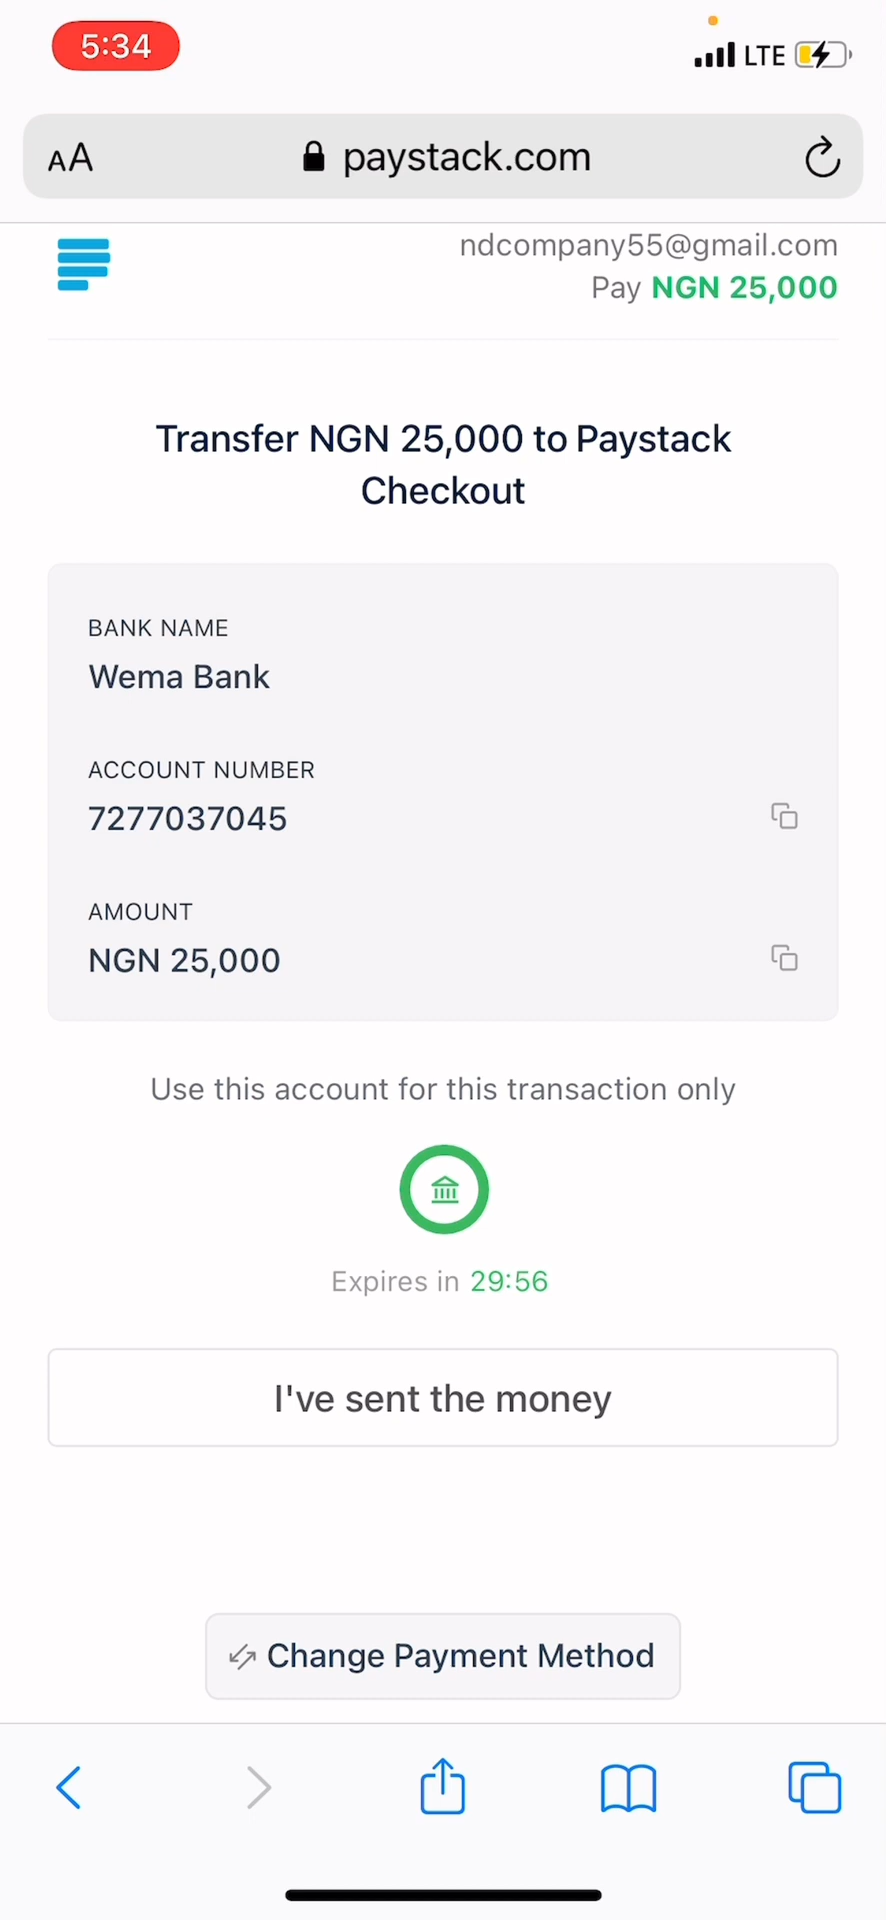 5:34
LTE
AA
paystack.com
ndcompany55@gmail.com
Pay NGN 25,000
Transfer NGN 25,000 to Paystack
Checkout
BANK NAME
Wema Bank
ACCOUNT NUMBER
7277037045
AMOUNT
NGN 25,000
Use this account for this transaction only
Expires in 29:56
I've sent the money
Change Payment Method